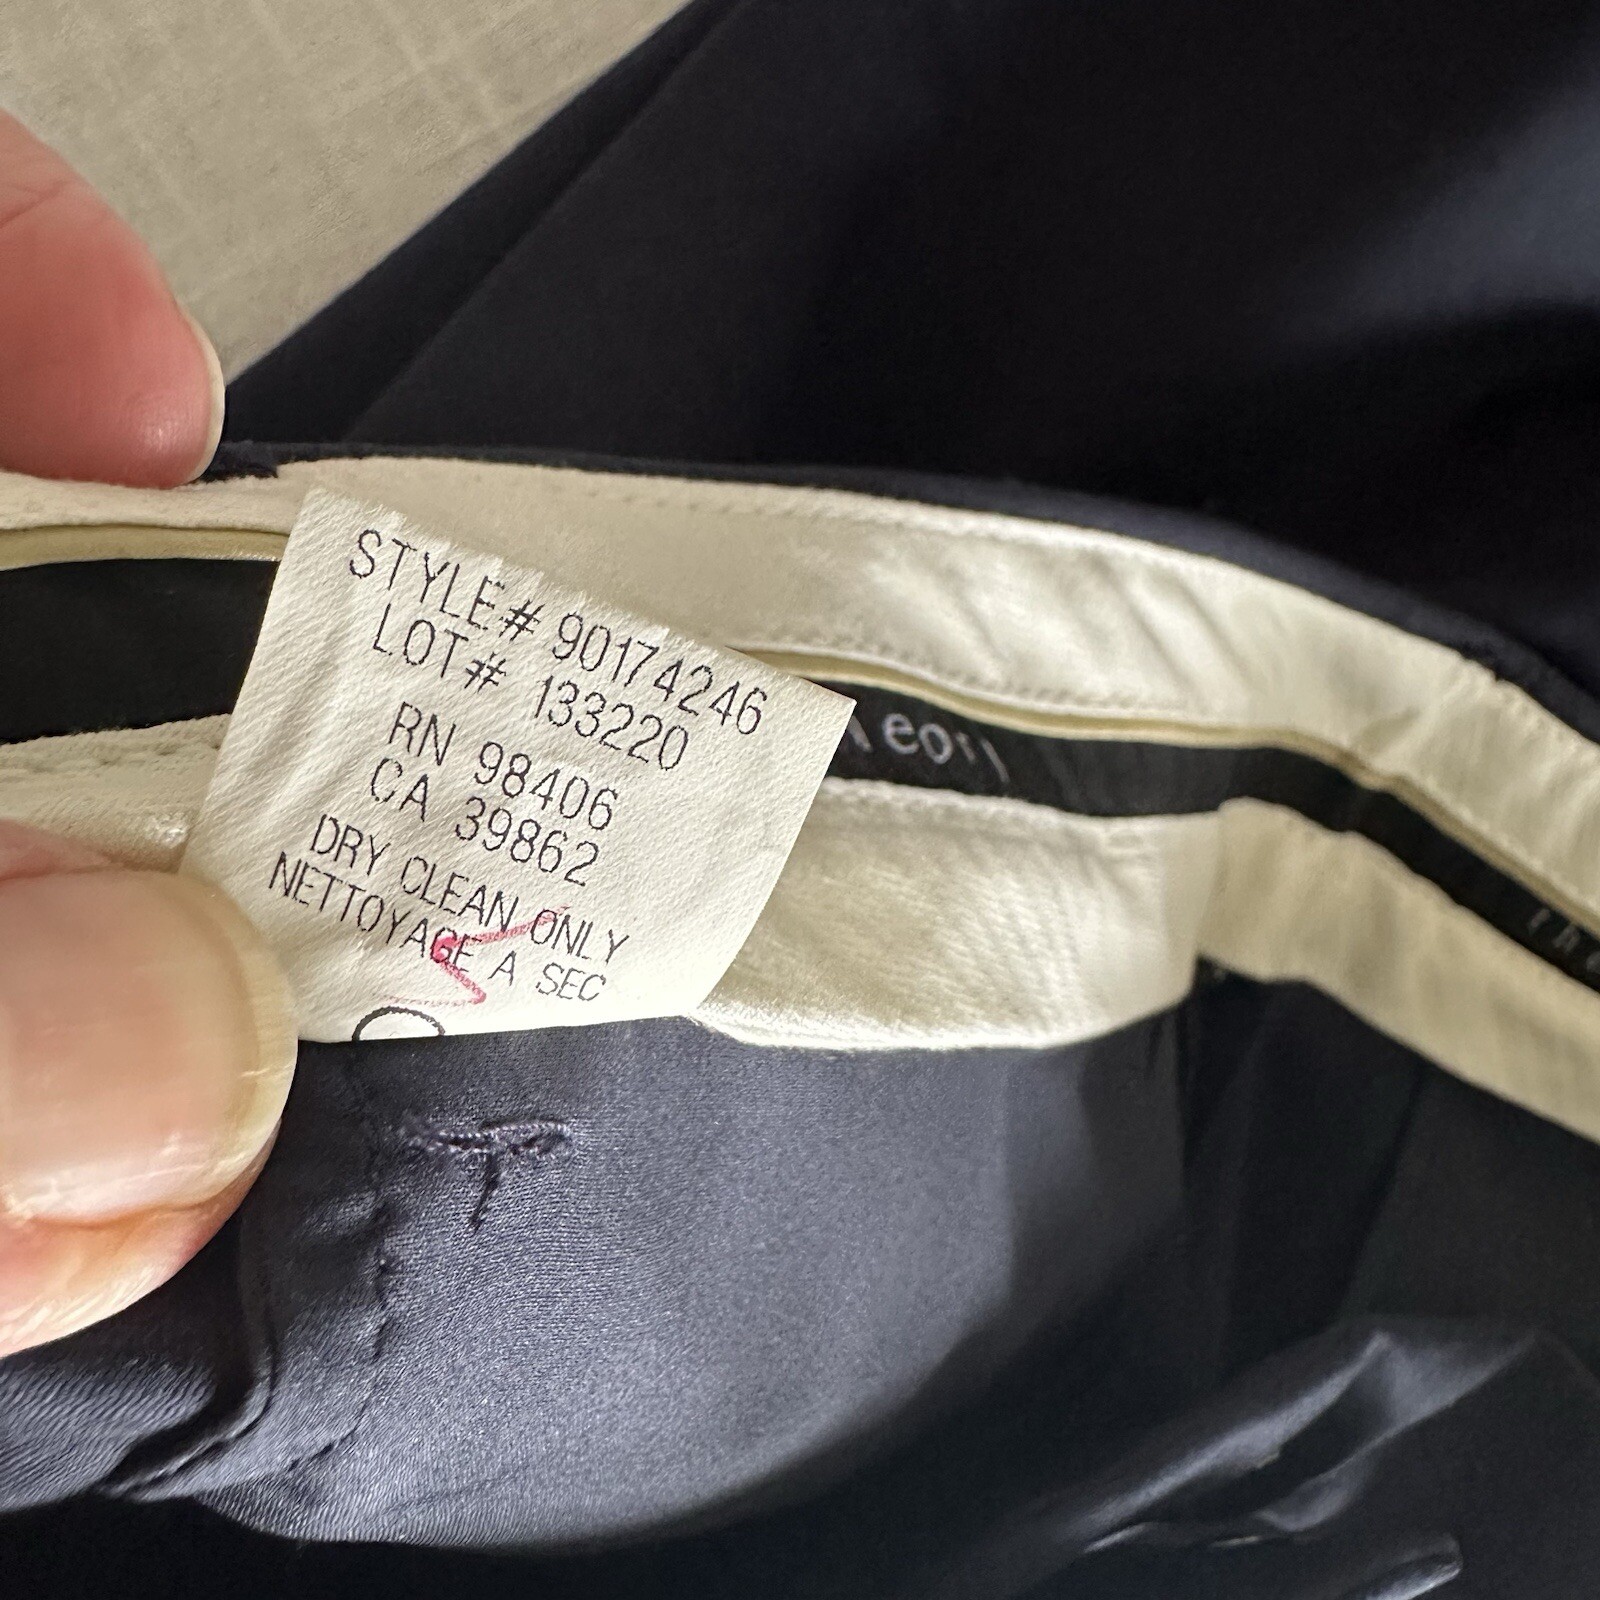 STYLE# 90174246
LOT# 133220
RN 98406
CA 39862
DRY CLEAN ONLY
NETTOYAGE A SEC